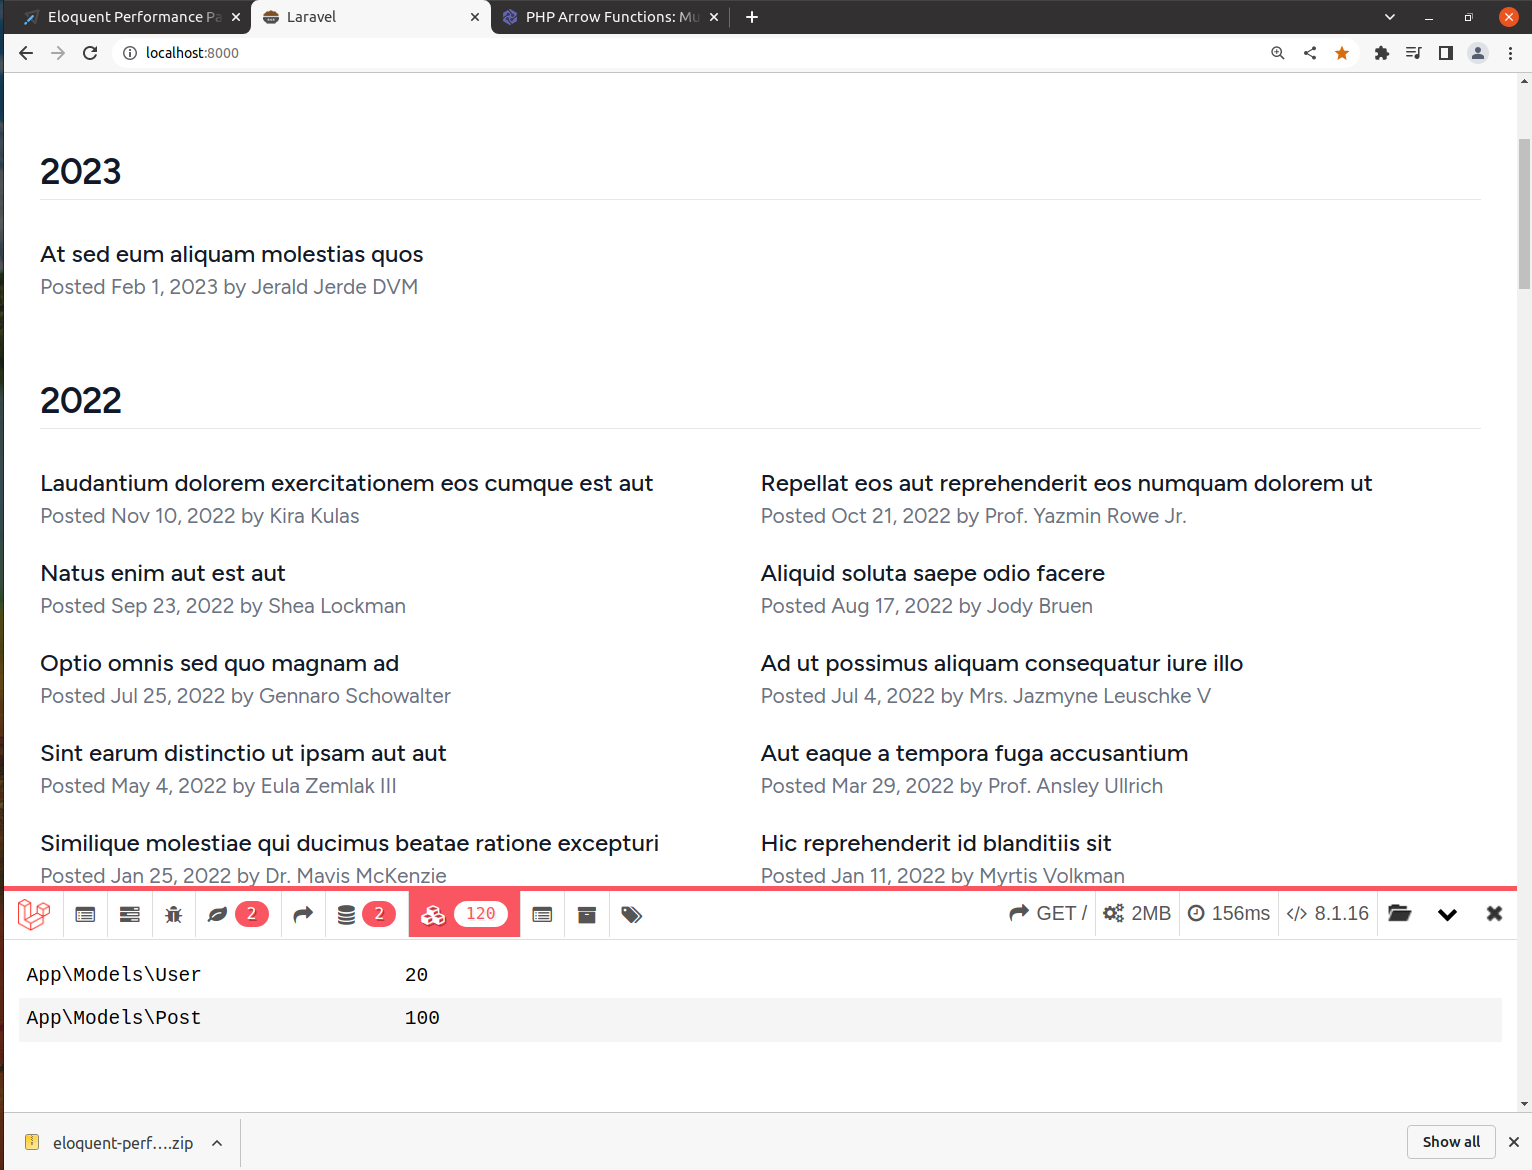 Eloquent Performance Pa
Laravel
PHP Arrow Functions: Mu
localhost:8000
2023
At sed eum aliquam molestias quos
Posted Feb 1, 2023 by Jerald Jerde DVM
2022
Laudantium dolorem exercitationem eos cumque est aut
Posted Nov 10, 2022 by Kira Kulas
Repellat eos aut reprehenderit eos numquam dolorem ut
Posted Oct 21, 2022 by Prof. Yazmin Rowe Jr.
Natus enim aut est aut
Posted Sep 23, 2022 by Shea Lockman
Aliquid soluta saepe odio facere
Posted Aug 17, 2022 by Jody Bruen
Optio omnis sed quo magnam ad
Posted Jul 25, 2022 by Gennaro Schowalter
Ad ut possimus aliquam consequatur iure illo
Posted Jul 4, 2022 by Mrs. Jazmyne Leuschke V
Sint earum distinctio ut ipsam aut aut
Posted May 4, 2022 by Eula Zemlak III
Aut eaque a tempora fuga accusantium
Posted Mar 29, 2022 by Prof. Ansley Ullrich
Similique molestiae qui ducimus beatae ratione excepturi
Posted Jan 25, 2022 by Dr. Mavis McKenzie
Hic reprehenderit id blanditiis sit
Posted Jan 11, 2022 by Myrtis Volkman
2
2
120
GET /
2MB
156ms
</> 8.1.16
App\Models\User 20
App\Models\Post 100
eloquent-perf....zip
Show all